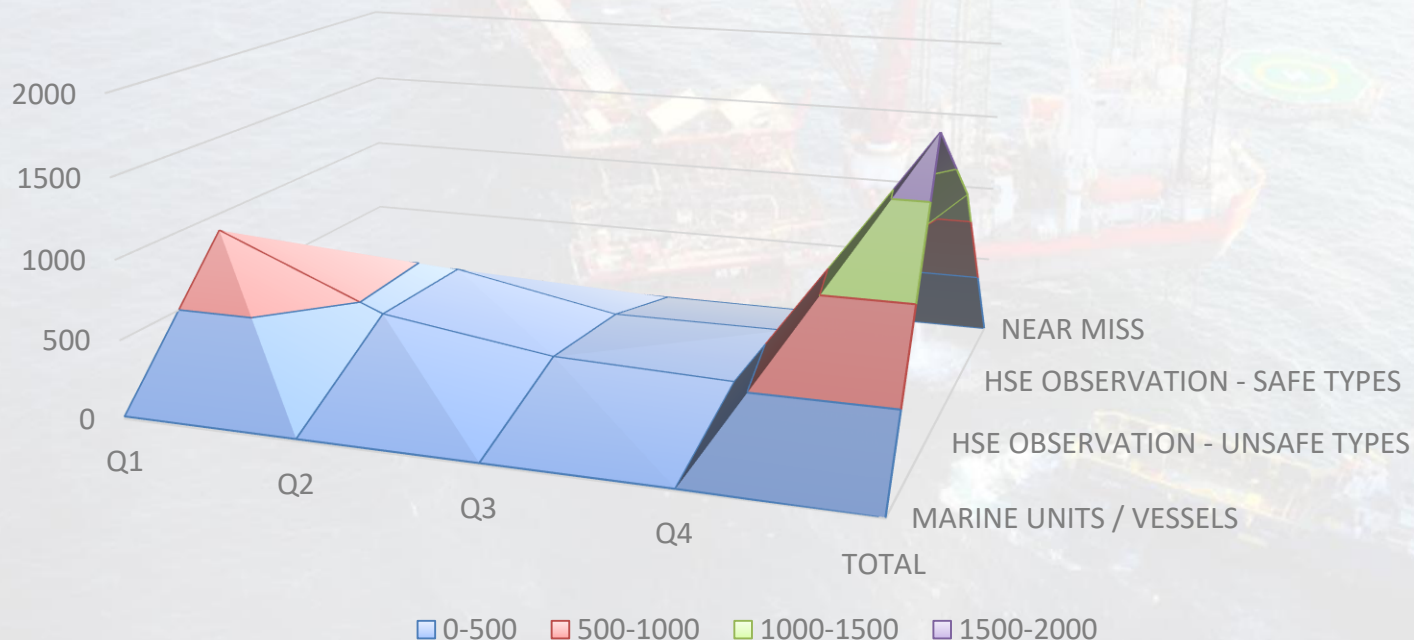 2000
1500
1000
500
0
Q1
Q2
Q3
Q4
TOTAL
NEAR MISS
HSE OBSERVATION - SAFE TYPES
HSE OBSERVATION - UNSAFE TYPES
MARINE UNITS / VESSELS
0-500 500-1000 1000-1500 1500-2000